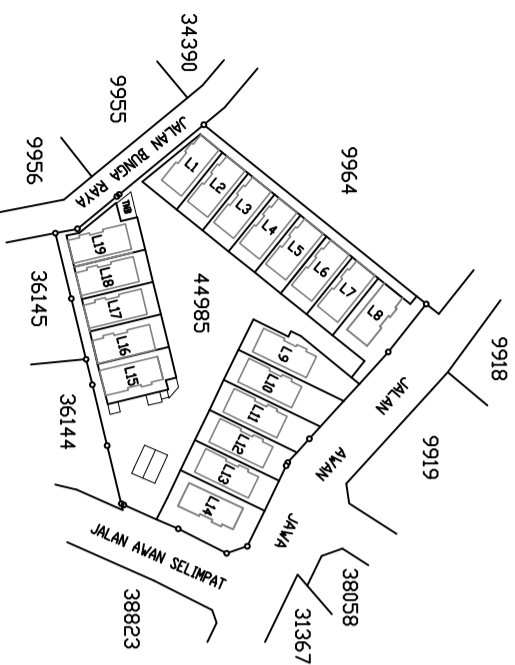 34390
9955
9956
JALAN BUNGA RAYA
9964
L1
L2
L3
L4
L5
L6
L7
L8
TNB
L19
L18
L17
L16
L15
36145
36144
44985
L9
L10
L11
L12
L13
L14
JALAN
AWAN
JAWA
9918
9919
JALAN AWAN SELIMPAT
38823
38058
31367